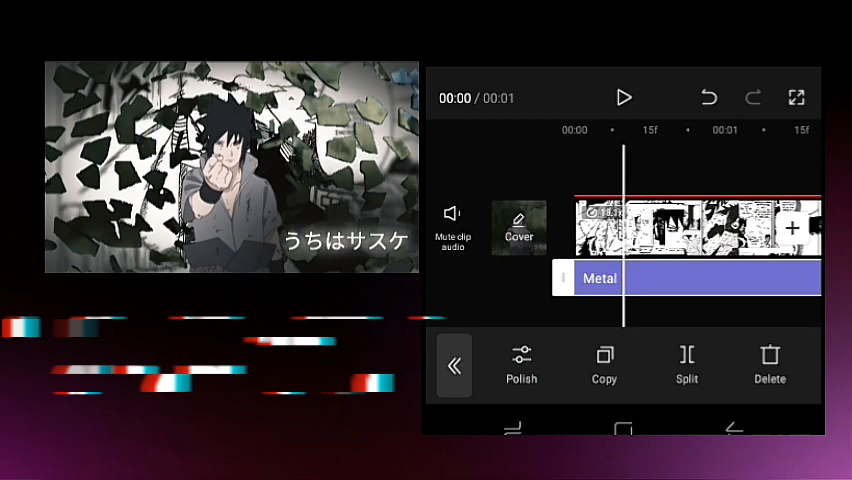 うちはサスケ
00:00 / 00:01
00:00 15f 00:01 15f
Mute clip
audio
Cover
Metal
Polish Copy Split Delete